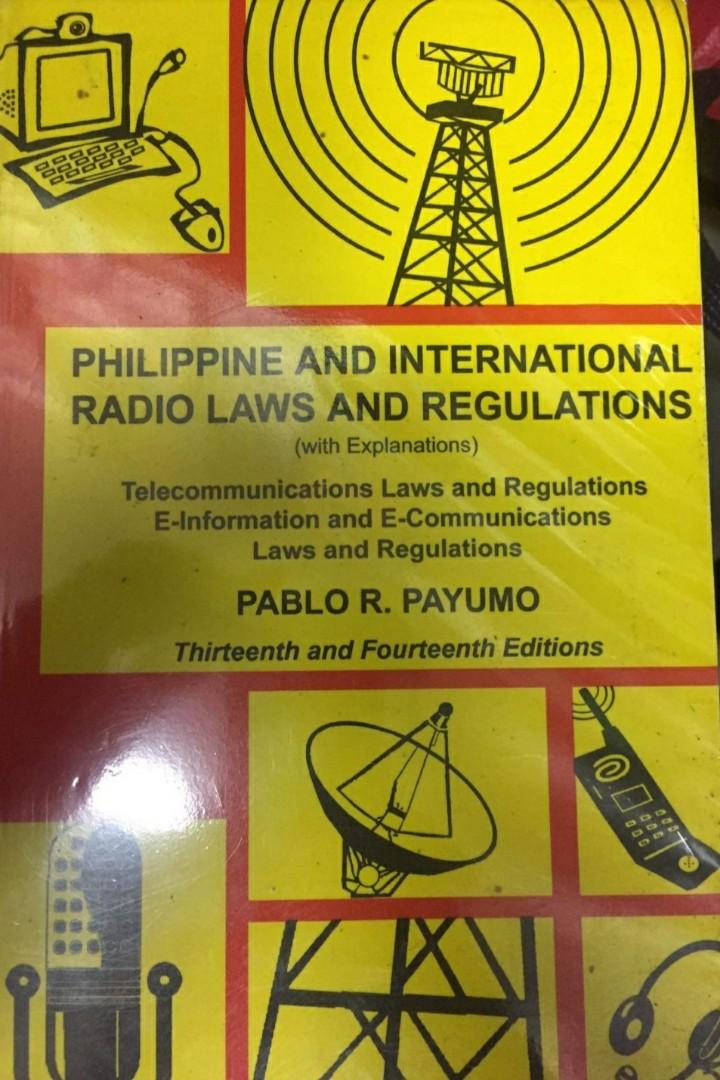 PHILIPPINE AND INTERNATIONAL
RADIO LAWS AND REGULATIONS
(with Explanations)
Telecommunications Laws and Regulations
E-Information and E-Communications
Laws and Regulations
PABLO R. PAYUMO
Thirteenth and Fourteenth Editions